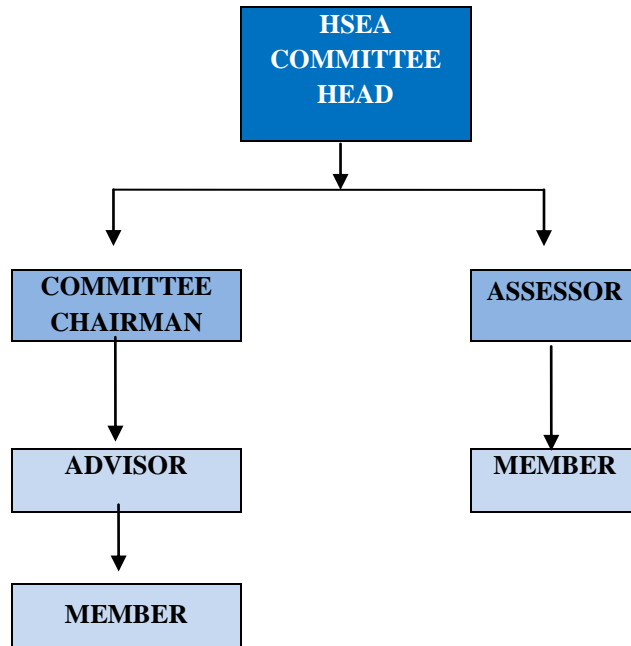 HSEA
COMMITTEE
HEAD
COMMITTEE
CHAIRMAN
ASSESSOR
ADVISOR
MEMBER
MEMBER